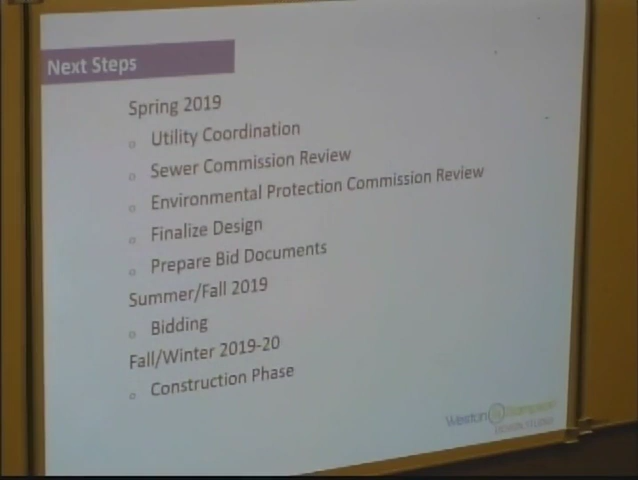 Next Steps
Spring 2019
Utility Coordination
Sewer Commission Review
Environmental Protection Commission Review
Finalize Design
Prepare Bid Documents
Summer/Fall 2019
Bidding
Fall/Winter 2019-20
Construction Phase
Weston